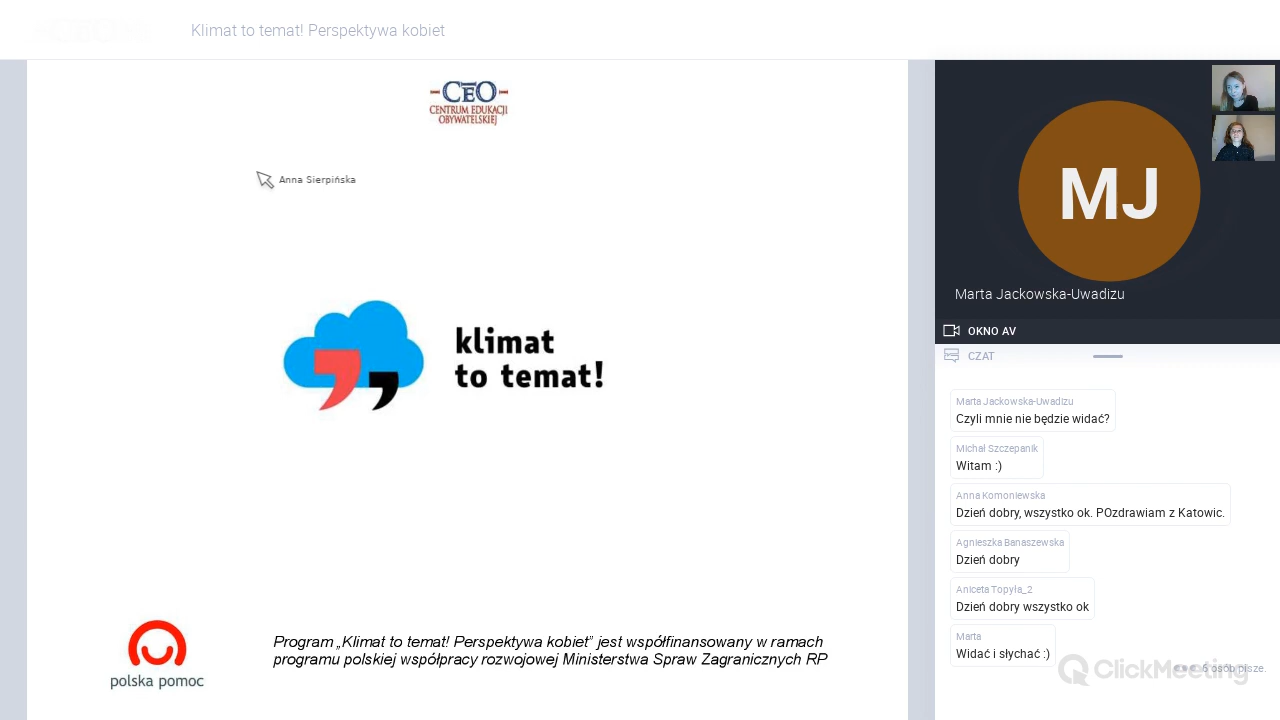 Klimat to temat! Perspektywa kobiet
CEO
CENTRUM EDUKACJI
OBYWATELSKIEJ
Anna Sierpińska
klimat
to temat!
polska pomoc
Program „Klimat to temat! Perspektywa kobiet” jest współfinansowany w ramach
programu polskiej współpracy rozwojowej Ministerstwa Spraw Zagranicznych RP
MJ
Marta Jackowska-Uwadizu
OKNO AV
CZAT
Marta Jackowska-Uwadizu
Czyli mnie nie będzie widać?
Michał Szczepanik
Witam :)
Anna Komoniewska
Dzień dobry, wszystko ok. POzdrawiam z Katowic.
Agnieszka Banaszewska
Dzień dobry
Aniceta Topyła_2
Dzień dobry wszystko ok
Marta
Widać i słychać :)
ClickMeeting
5 osób pisze.